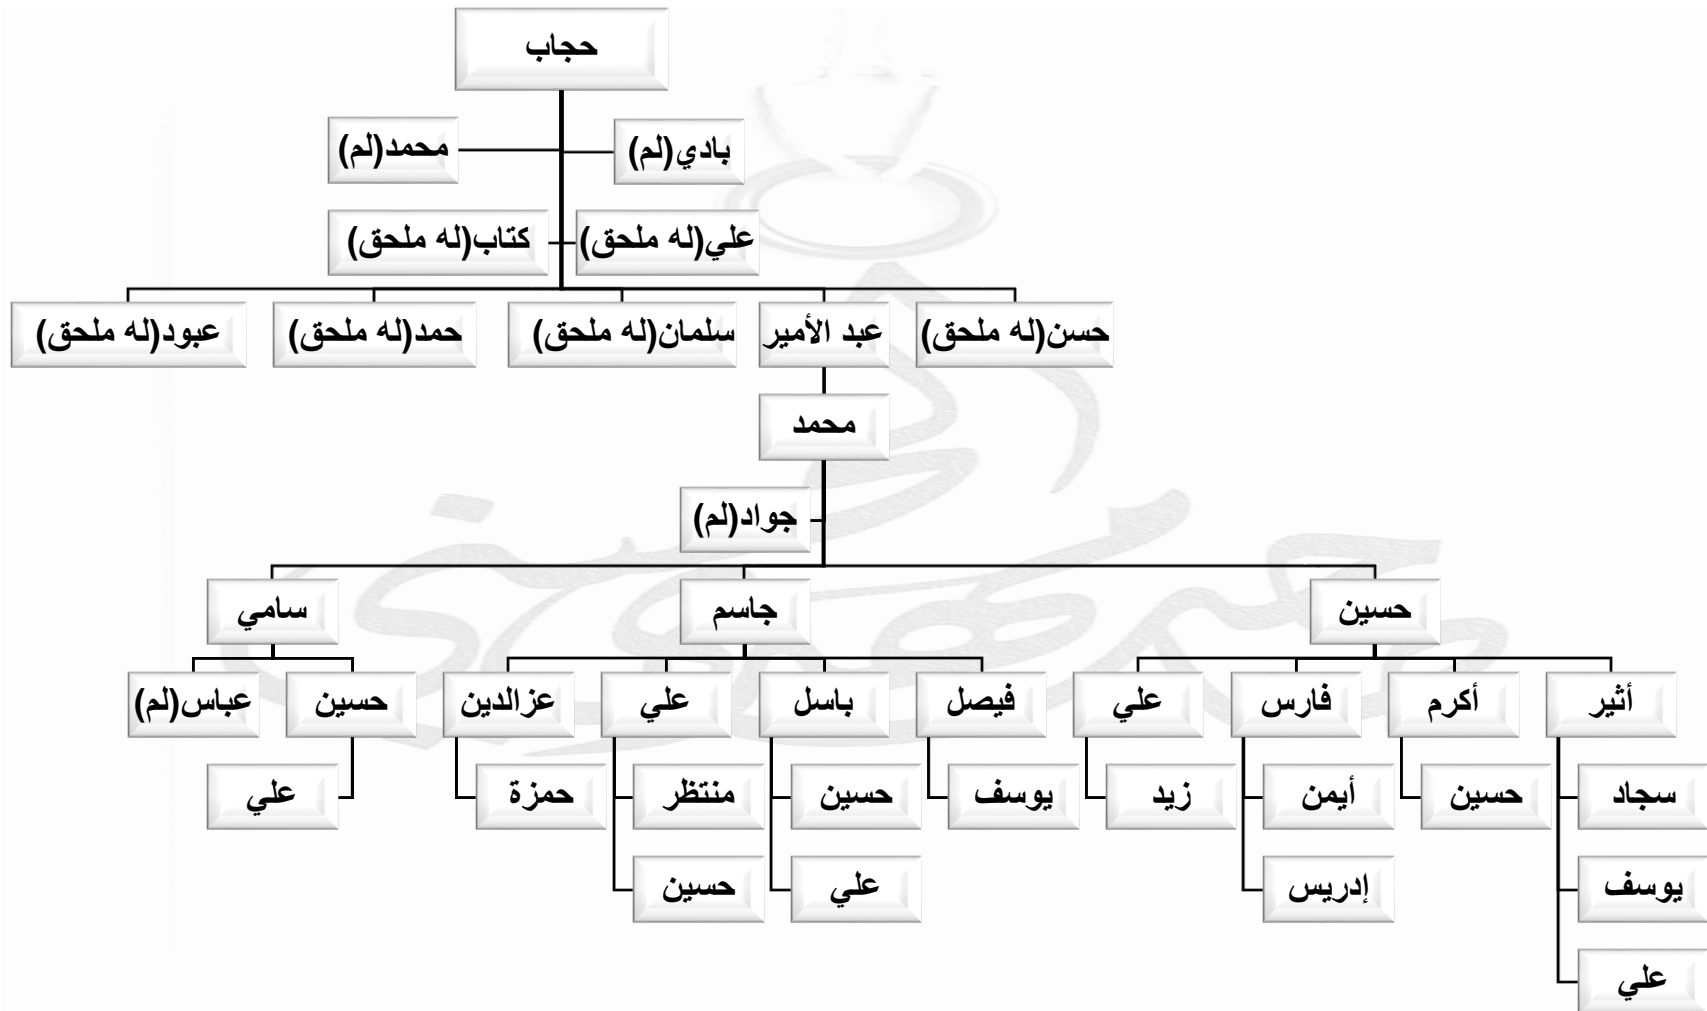 حجاب
بادي(لم)
محمد(لم)
علي(له ملحق)
كتاب(له ملحق)
حسن(له ملحق)
عبد الأمير
سلمان(له ملحق)
حمد(له ملحق)
عبود(له ملحق)
محمد
جواد(لم)
حسين
جاسم
سامي
أثير
أكرم
فارس
علي
فيصل
باسل
علي
عزالدين
حسين
عباس(لم)
سجاد
حسين
أيمن
زيد
يوسف
حسين
منتظر
حمزة
علي
يوسف
إدريس
علي
حسين
علي